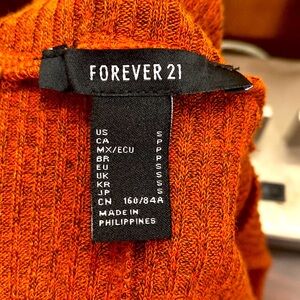 FOREVER 21
US S
CA P
MX/ECU P
BR P
EU S
UK S
KR S
JP S
CN 160/84A
MADE IN
PHILIPPINES